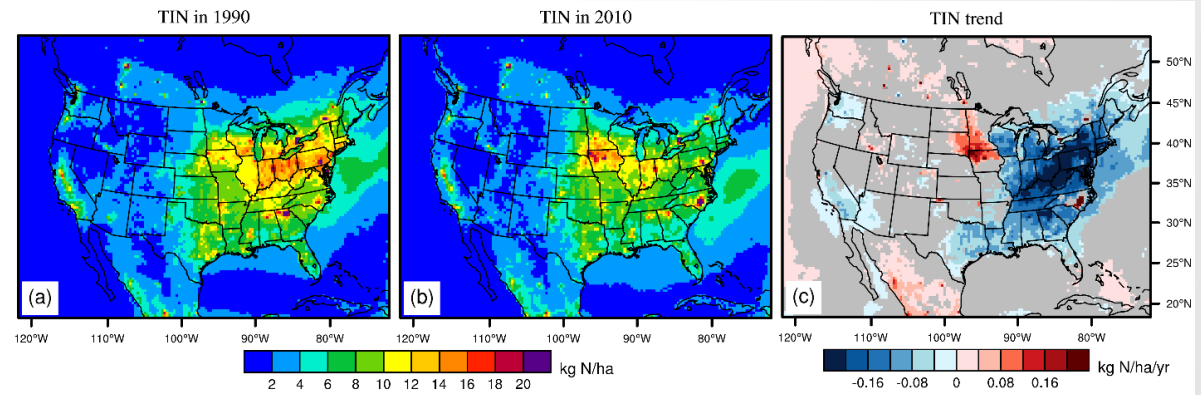 TIN in 1990
TIN in 2010
TIN trend
50°N
45°N
40°N
35°N
30°N
25°N
20°N
(a)
(b)
(c)
120°W 110°W 100°W 90°W 80°W
120°W 110°W 100°W 90°W 80°W
120°W 110°W 100°W 90°W 80°W
2 4 6 8 10 12 14 16 18 20
kg N/ha
-0.16 -0.08 0 0.08 0.16
kg N/ha/yr